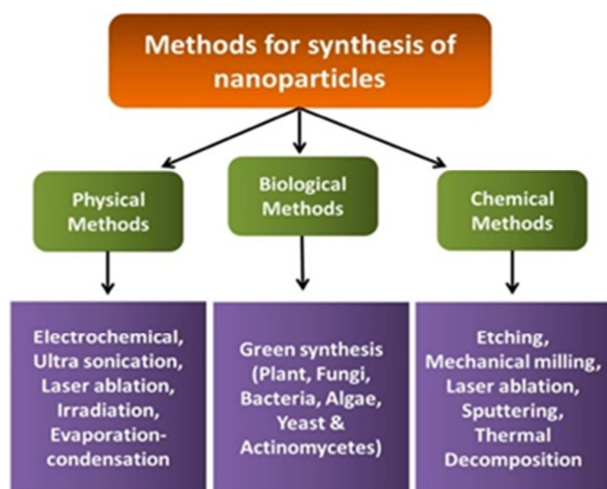 Methods for synthesis of
nanoparticles
Physical
Methods
Biological
Methods
Chemical
Methods
Electrochemical,
Ultra sonication,
Laser ablation,
Irradiation,
Evaporation-
condensation
Green synthesis
(Plant, Fungi,
Bacteria, Algae,
Yeast &
Actinomycetes)
Etching,
Mechanical milling,
Laser ablation,
Sputtering,
Thermal
Decomposition